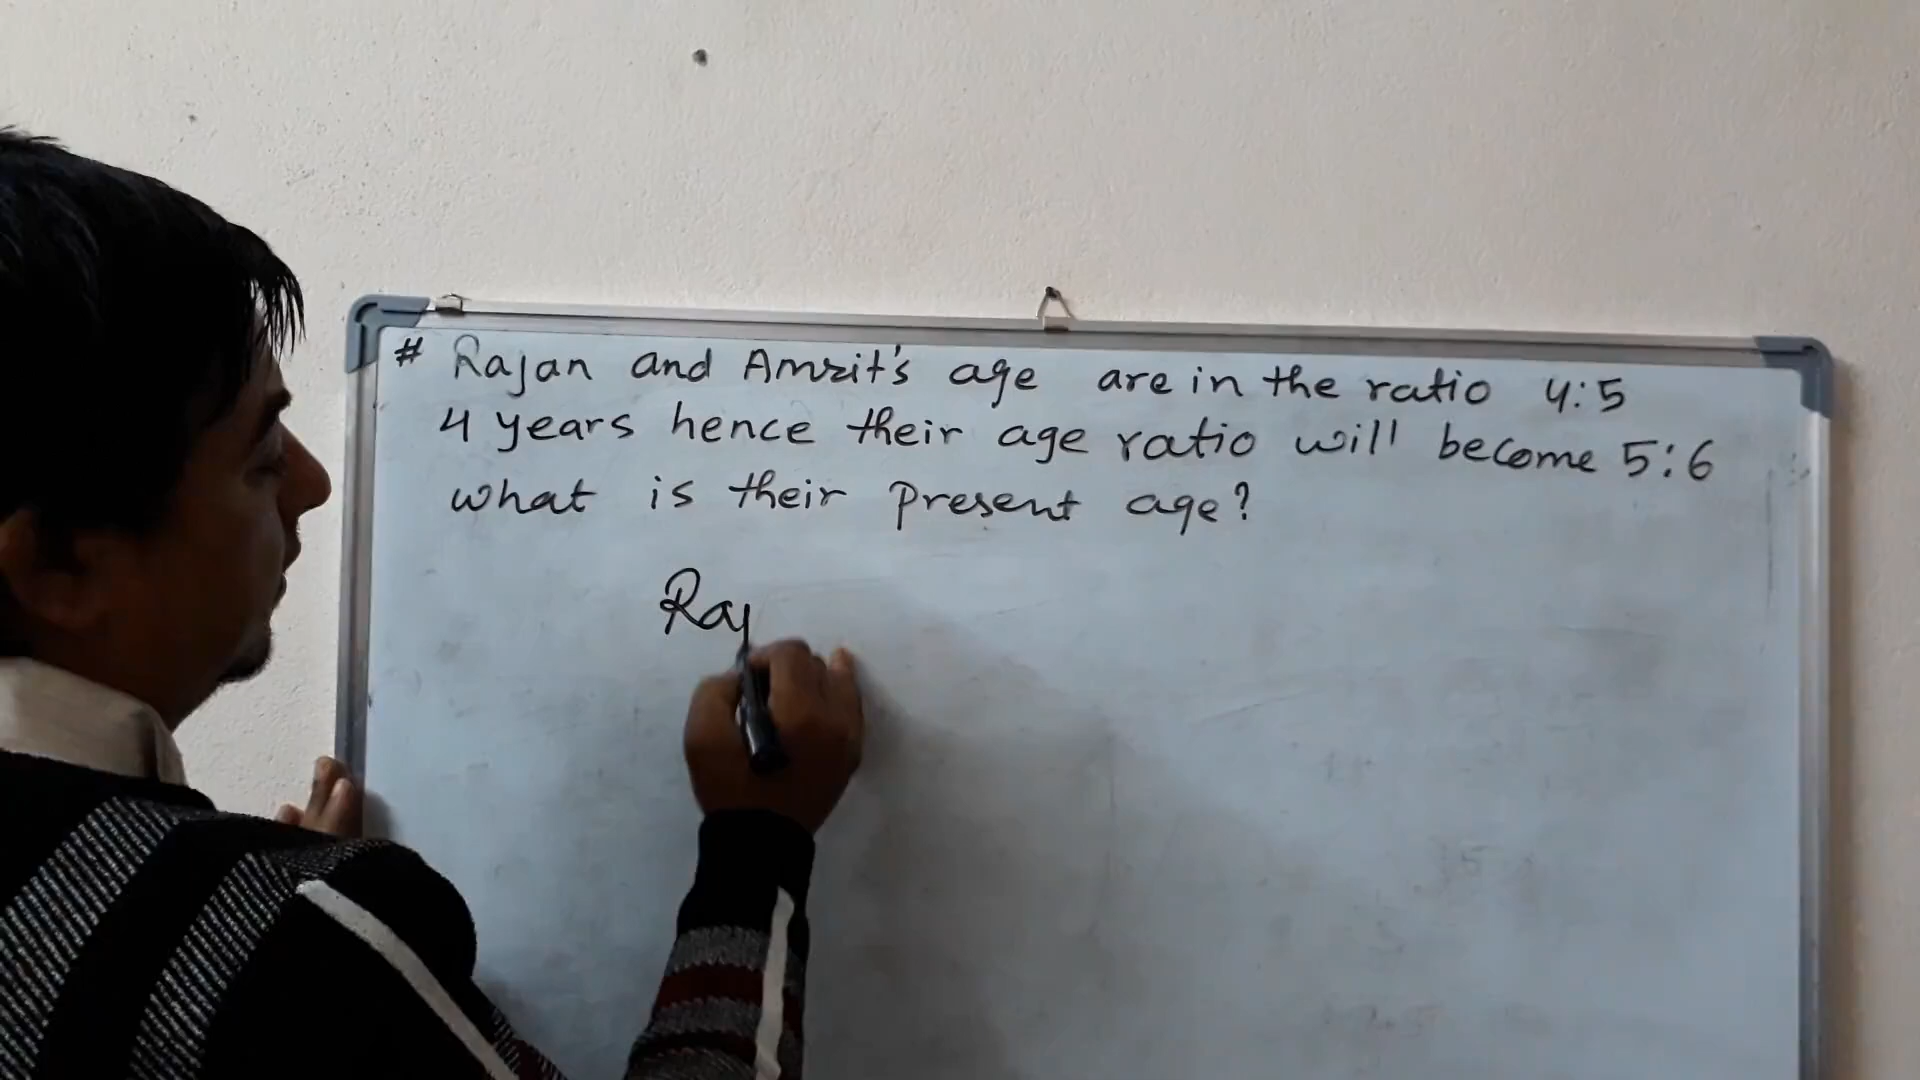 # Rajan and Amrit's age are in the ratio 4:5
4 years hence their age ratio will become 5:6
what is their present age?
Raj